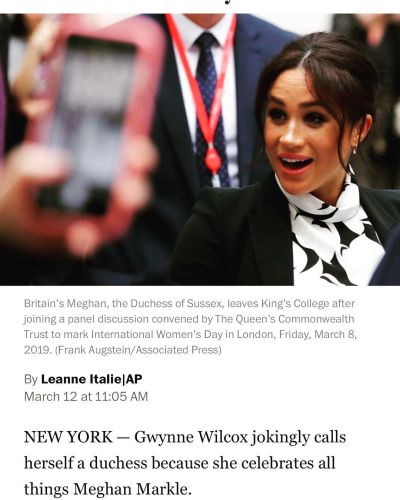 Britain's Meghan, the Duchess of Sussex, leaves King's College after
joining a panel discussion convened by The Queen's Commonwealth
Trust to mark International Women's Day in London, Friday, March 8,
2019. (Frank Augstein/Associated Press)
By Leanne Italie|AP
March 12 at 11:05 AM
NEW YORK — Gwynne Wilcox jokingly calls
herself a duchess because she celebrates all
things Meghan Markle.